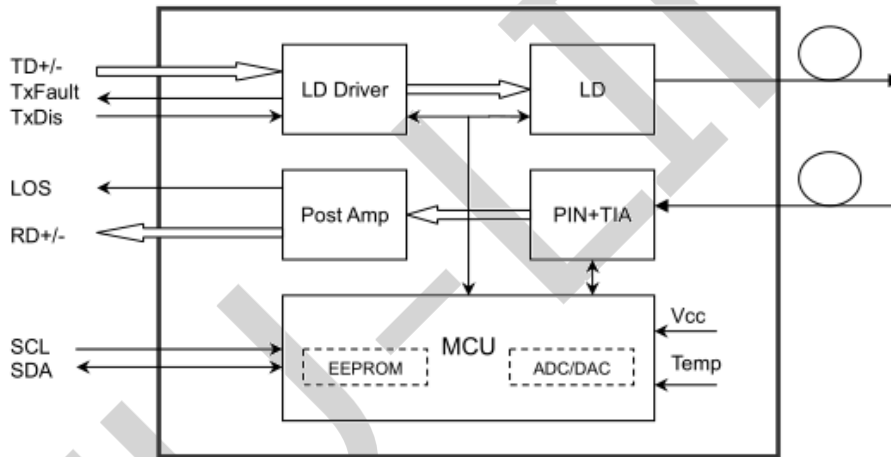 TD+/-
TxFault
TxDis
LD Driver
LD
LOS
RD+/-
Post Amp
PIN+TIA
SCL
SDA
MCU
EEPROM
ADC/DAC
Vcc
Temp